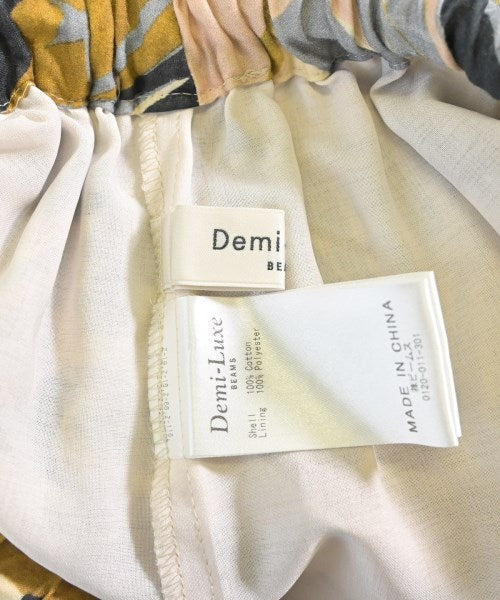 Demi-
BE
Demi-Luxe
BEAMS
Shell 100% Cotton
Lining 100% Polyester
MADE IN CHINA
㈱ビームス
0120-011-301